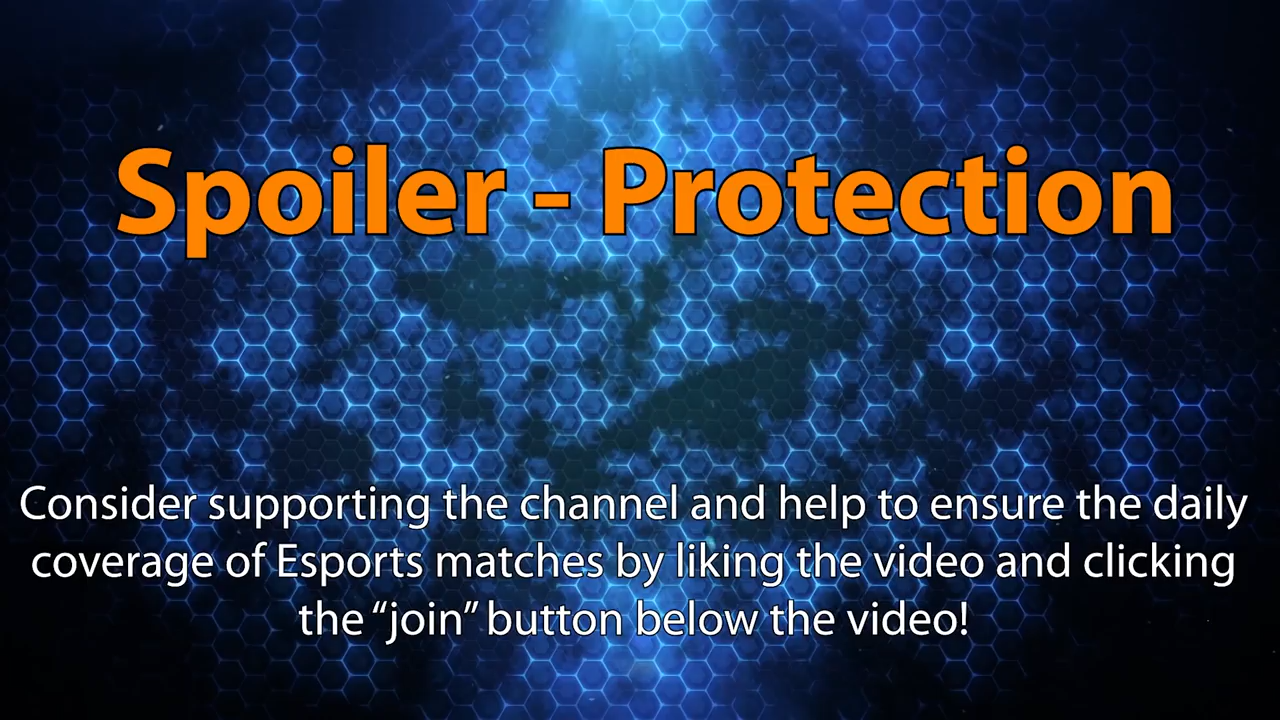 Spoiler - Protection
Consider supporting the channel and help to ensure the daily
coverage of Esports matches by liking the video and clicking
the “join” button below the video!